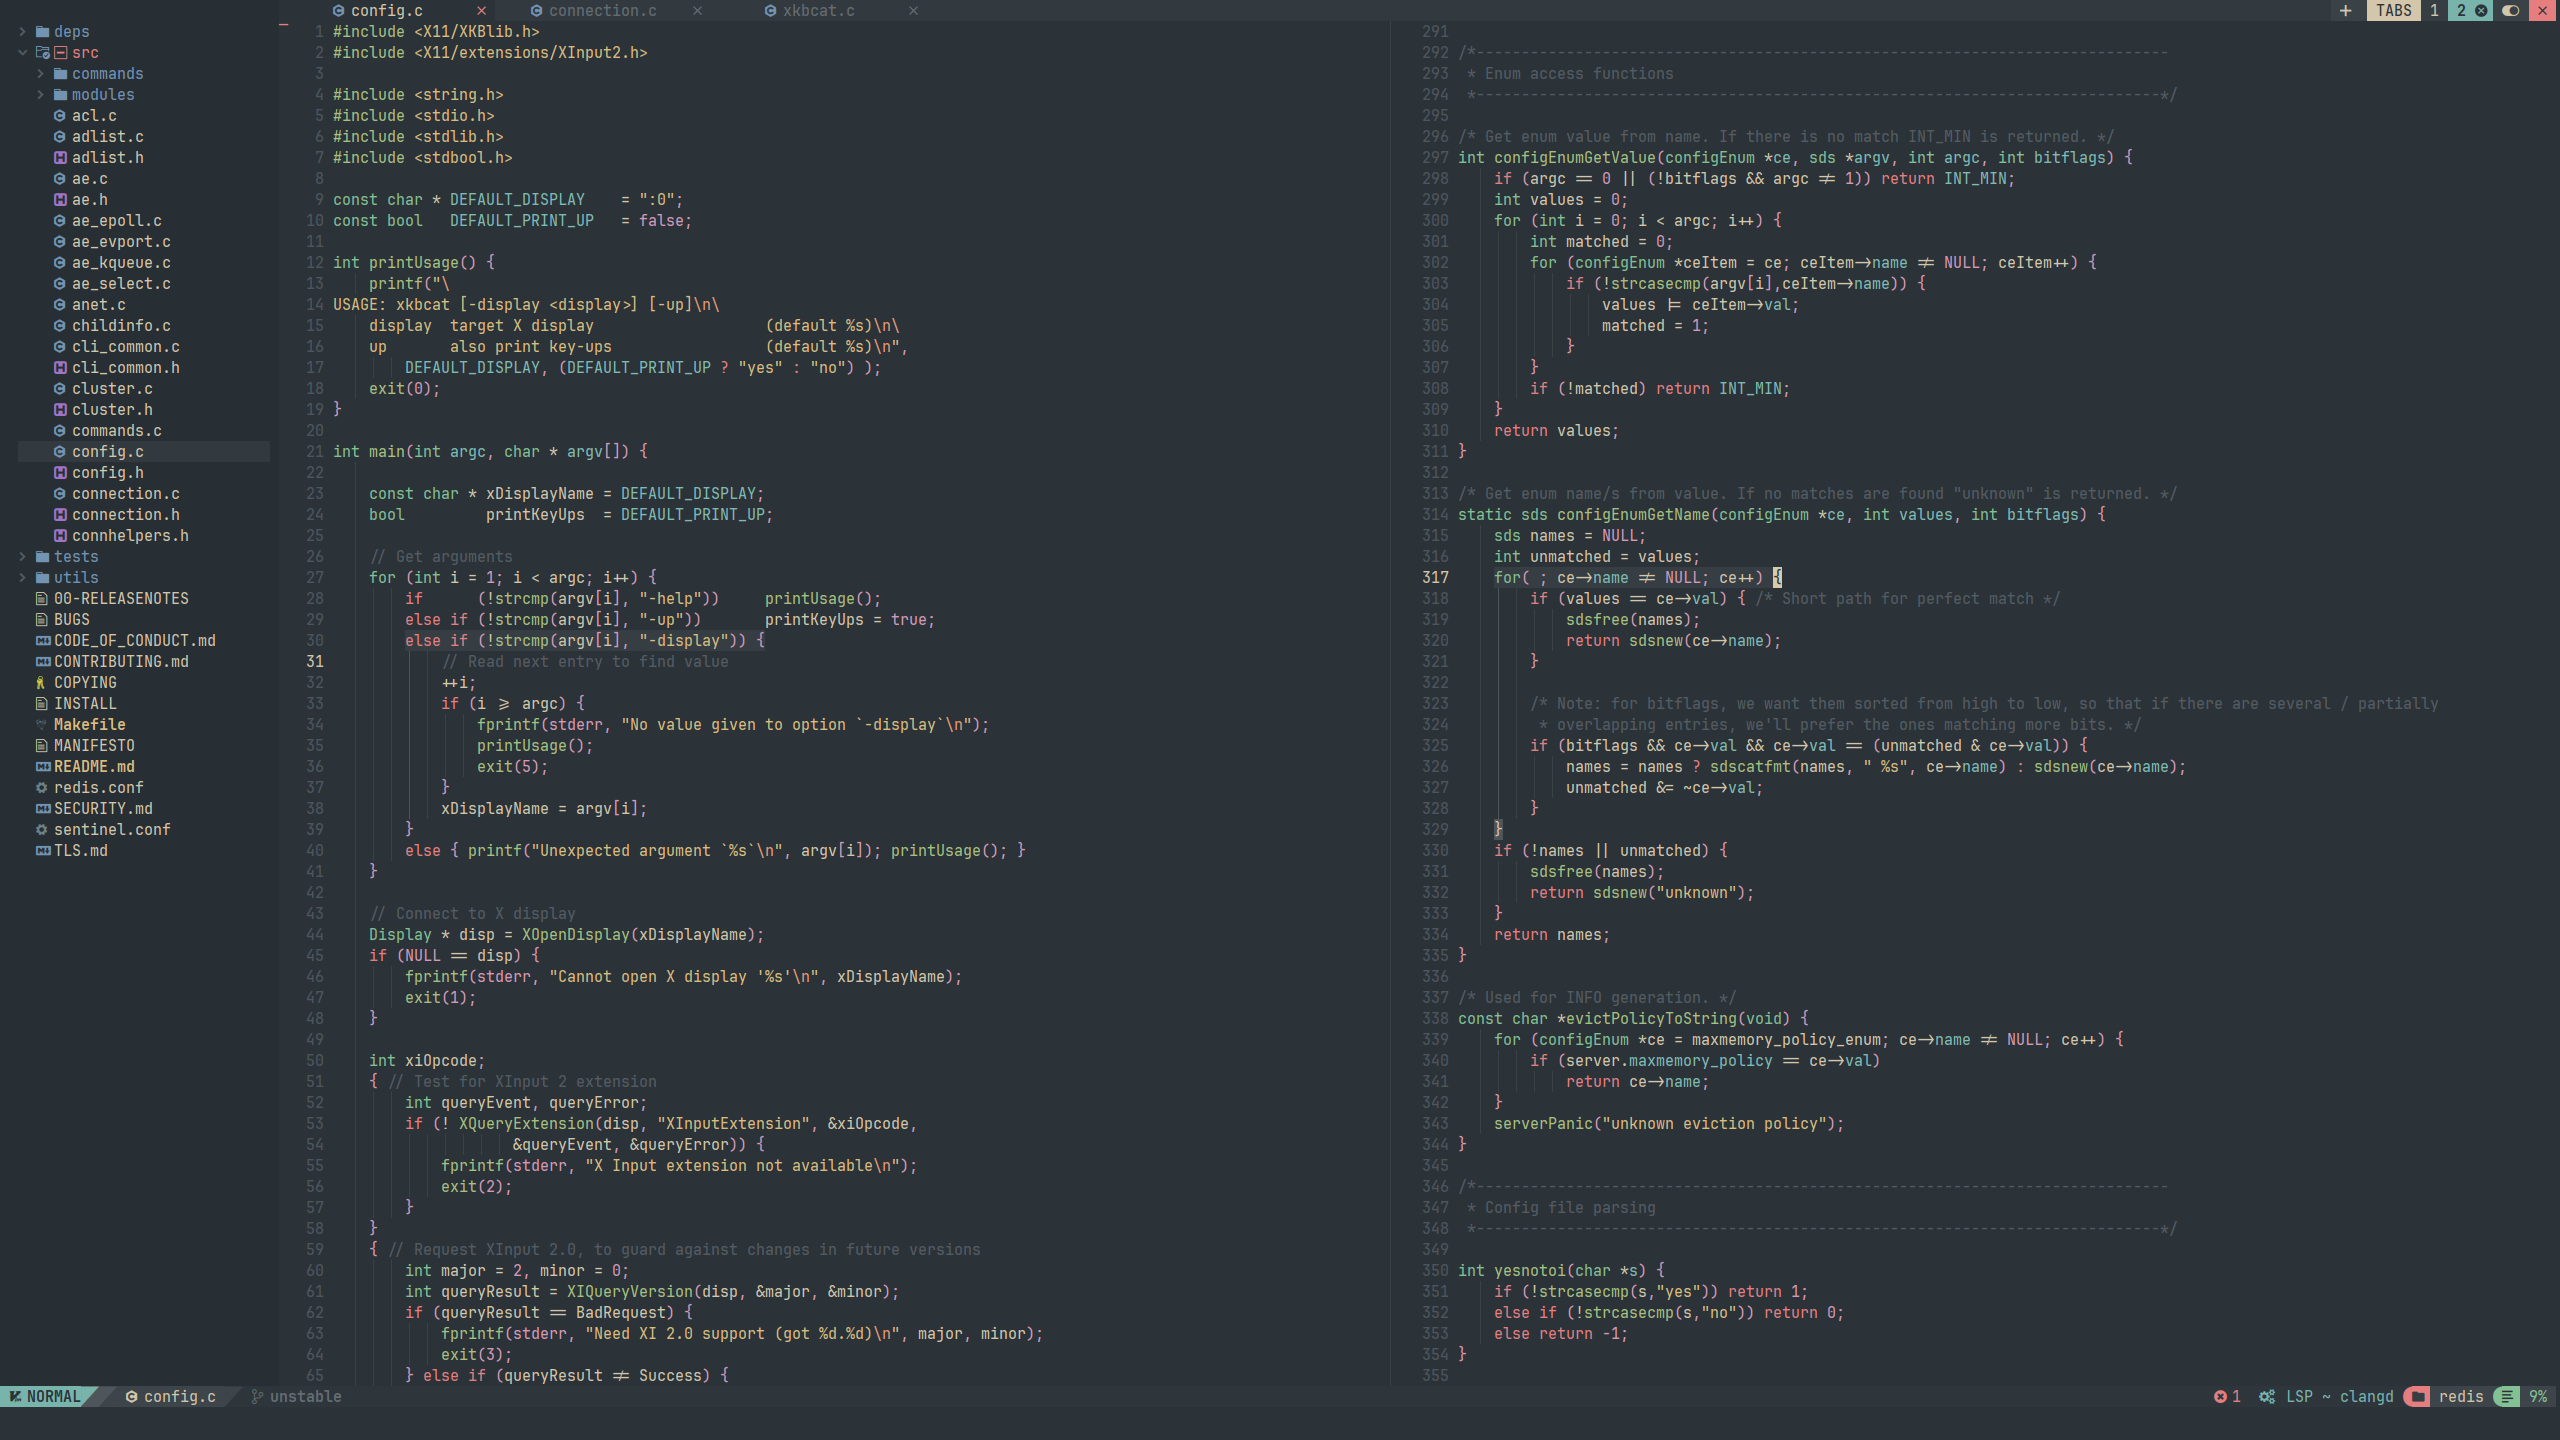 config.c × connection.c × xkbcat.c × + TABS 1 2 ×
deps
src
commands
modules
acl.c
adlist.c
adlist.h
ae.c
ae.h
ae_epoll.c
ae_evport.c
ae_kqueue.c
ae_select.c
anet.c
childinfo.c
cli_common.c
cli_common.h
cluster.c
cluster.h
commands.c
config.c
config.h
connection.c
connection.h
connhelpers.h
tests
utils
00-RELEASENOTES
BUGS
CODE_OF_CONDUCT.md
CONTRIBUTING.md
COPYING
INSTALL
Makefile
MANIFESTO
README.md
redis.conf
SECURITY.md
sentinel.conf
TLS.md
1 #include <X11/XKBlib.h>
2 #include <X11/extensions/XInput2.h>
3
4 #include <string.h>
5 #include <stdio.h>
6 #include <stdlib.h>
7 #include <stdbool.h>
8
9 const char * DEFAULT_DISPLAY    = ":0";
10 const bool   DEFAULT_PRINT_UP   = false;
11
12 int printUsage() {
13     printf("\
14 USAGE: xkbcat [-display <display>] [-up]\n\
15     display  target X display                   (default %s)\n\
16     up       also print key-ups                 (default %s)\n",
17         DEFAULT_DISPLAY, (DEFAULT_PRINT_UP ? "yes" : "no") );
18     exit(0);
19 }
20
21 int main(int argc, char * argv[]) {
22
23     const char * xDisplayName = DEFAULT_DISPLAY;
24     bool         printKeyUps  = DEFAULT_PRINT_UP;
25
26     // Get arguments
27     for (int i = 1; i < argc; i++) {
28         if      (!strcmp(argv[i], "-help"))     printUsage();
29         else if (!strcmp(argv[i], "-up"))       printKeyUps = true;
30         else if (!strcmp(argv[i], "-display")) {
31             // Read next entry to find value
32             ++i;
33             if (i >= argc) {
34                 fprintf(stderr, "No value given to option `-display`\n");
35                 printUsage();
36                 exit(5);
37             }
38             xDisplayName = argv[i];
39         }
40         else { printf("Unexpected argument `%s`\n", argv[i]); printUsage(); }
41     }
42
43     // Connect to X display
44     Display * disp = XOpenDisplay(xDisplayName);
45     if (NULL == disp) {
46         fprintf(stderr, "Cannot open X display '%s'\n", xDisplayName);
47         exit(1);
48     }
49
50     int xiOpcode;
51     { // Test for XInput 2 extension
52         int queryEvent, queryError;
53         if (! XQueryExtension(disp, "XInputExtension", &xiOpcode,
54                     &queryEvent, &queryError)) {
55             fprintf(stderr, "X Input extension not available\n");
56             exit(2);
57         }
58     }
59     { // Request XInput 2.0, to guard against changes in future versions
60         int major = 2, minor = 0;
61         int queryResult = XIQueryVersion(disp, &major, &minor);
62         if (queryResult == BadRequest) {
63             fprintf(stderr, "Need XI 2.0 support (got %d.%d)\n", major, minor);
64             exit(3);
65         } else if (queryResult != Success) {
291
292 /*-----------------------------------------------------------------------------
293  * Enum access functions
294  *----------------------------------------------------------------------------*/
295
296 /* Get enum value from name. If there is no match INT_MIN is returned. */
297 int configEnumGetValue(configEnum *ce, sds *argv, int argc, int bitflags) {
298     if (argc == 0 || (!bitflags && argc != 1)) return INT_MIN;
299     int values = 0;
300     for (int i = 0; i < argc; i++) {
301         int matched = 0;
302         for (configEnum *ceItem = ce; ceItem->name != NULL; ceItem++) {
303             if (!strcasecmp(argv[i],ceItem->name)) {
304                 values |= ceItem->val;
305                 matched = 1;
306             }
307         }
308         if (!matched) return INT_MIN;
309     }
310     return values;
311 }
312
313 /* Get enum name/s from value. If no matches are found "unknown" is returned. */
314 static sds configEnumGetName(configEnum *ce, int values, int bitflags) {
315     sds names = NULL;
316     int unmatched = values;
317     for( ; ce->name != NULL; ce++) {
318         if (values == ce->val) { /* Short path for perfect match */
319             sdsfree(names);
320             return sdsnew(ce->name);
321         }
322
323         /* Note: for bitflags, we want them sorted from high to low, so that if there are several / partially
324          * overlapping entries, we'll prefer the ones matching more bits. */
325         if (bitflags && ce->val && ce->val == (unmatched & ce->val)) {
326             names = names ? sdscatfmt(names, " %s", ce->name) : sdsnew(ce->name);
327             unmatched &= ~ce->val;
328         }
329     }
330     if (!names || unmatched) {
331         sdsfree(names);
332         return sdsnew("unknown");
333     }
334     return names;
335 }
336
337 /* Used for INFO generation. */
338 const char *evictPolicyToString(void) {
339     for (configEnum *ce = maxmemory_policy_enum; ce->name != NULL; ce++) {
340         if (server.maxmemory_policy == ce->val)
341             return ce->name;
342     }
343     serverPanic("unknown eviction policy");
344 }
345
346 /*-----------------------------------------------------------------------------
347  * Config file parsing
348  *----------------------------------------------------------------------------*/
349
350 int yesnotoi(char *s) {
351     if (!strcasecmp(s,"yes")) return 1;
352     else if (!strcasecmp(s,"no")) return 0;
353     else return -1;
354 }
355
NORMAL config.c unstable 1 LSP ~ clangd redis 9%